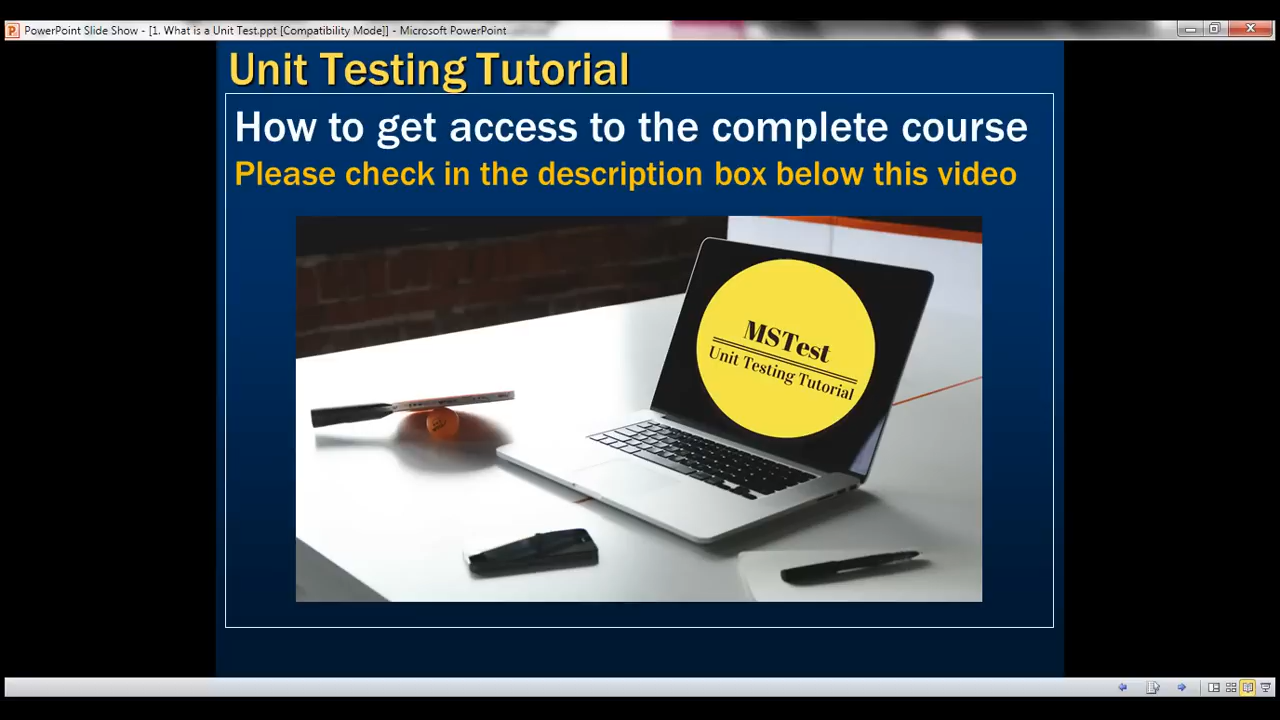 PowerPoint Slide Show - [1. What is a Unit Test.ppt [Compatibility Mode]] - Microsoft PowerPoint
Unit Testing Tutorial
How to get access to the complete course
Please check in the description box below this video
MSTest
Unit Testing Tutorial